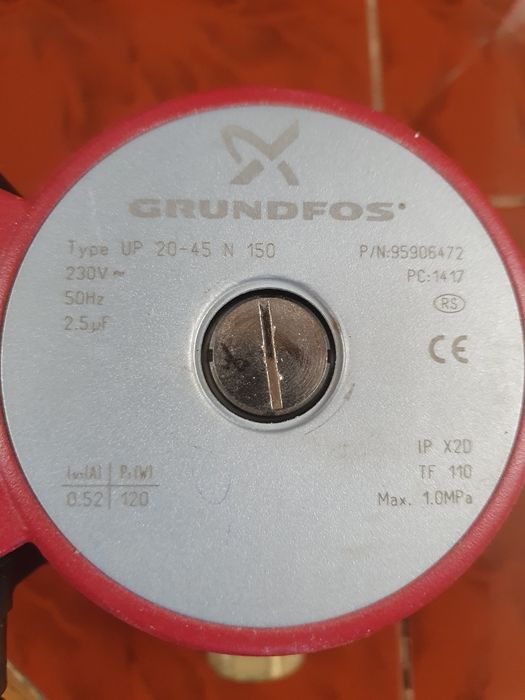 GRUNDFOS
Type UP 20-45 N 150
230V~
50Hz
2.5µF
P/N:95906472
PC:1417
RS
CE
I1/1(A) P1(W)
0.52 120
IP X2D
TF 110
Max. 1.0MPa